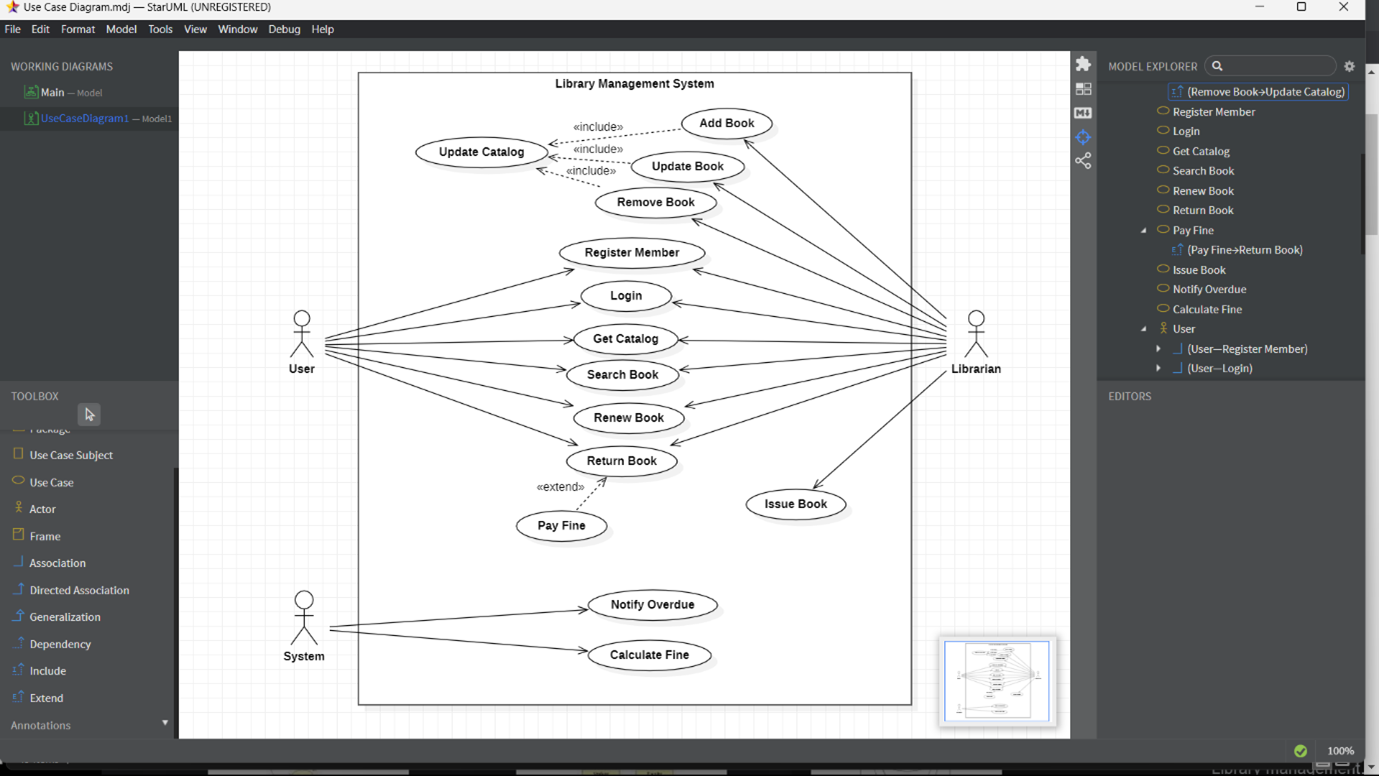 Use Case Diagram.mdj — StarUML (UNREGISTERED)
File Edit Format Model Tools View Window Debug Help
WORKING DIAGRAMS
Main — Model
UseCaseDiagram1 — Model1
TOOLBOX
Package
Use Case Subject
Use Case
Actor
Frame
Association
Directed Association
Generalization
Dependency
Include
Extend
Annotations
Library Management System
Add Book
«include»
Update Catalog
«include»
Update Book
«include»
Remove Book
Register Member
Login
Get Catalog
User
Librarian
Search Book
Renew Book
Return Book
«extend»
Issue Book
Pay Fine
Notify Overdue
System
Calculate Fine
MODEL EXPLORER
(Remove Book→Update Catalog)
Register Member
Login
Get Catalog
Search Book
Renew Book
Return Book
Pay Fine
(Pay Fine→Return Book)
Issue Book
Notify Overdue
Calculate Fine
User
(User—Register Member)
(User—Login)
EDITORS
100%
Library management